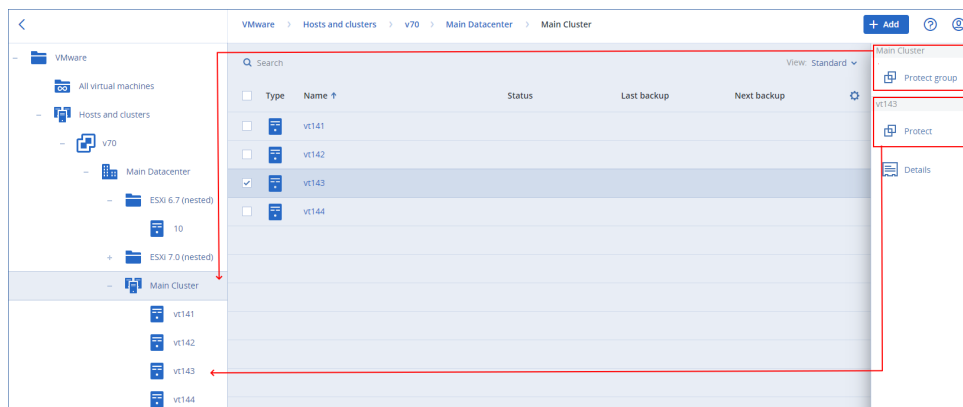 VMware > Hosts and clusters > v70 > Main Datacenter > Main Cluster
+ Add
VMware
All virtual machines
Hosts and clusters
v70
Main Datacenter
ESXi 6.7 (nested)
10
ESXi 7.0 (nested)
Main Cluster
vt141
vt142
vt143
vt144
Search
View: Standard
Type Name ↑ Status Last backup Next backup
vt141
vt142
vt143
vt144
Main Cluster
Protect group
vt143
Protect
Details